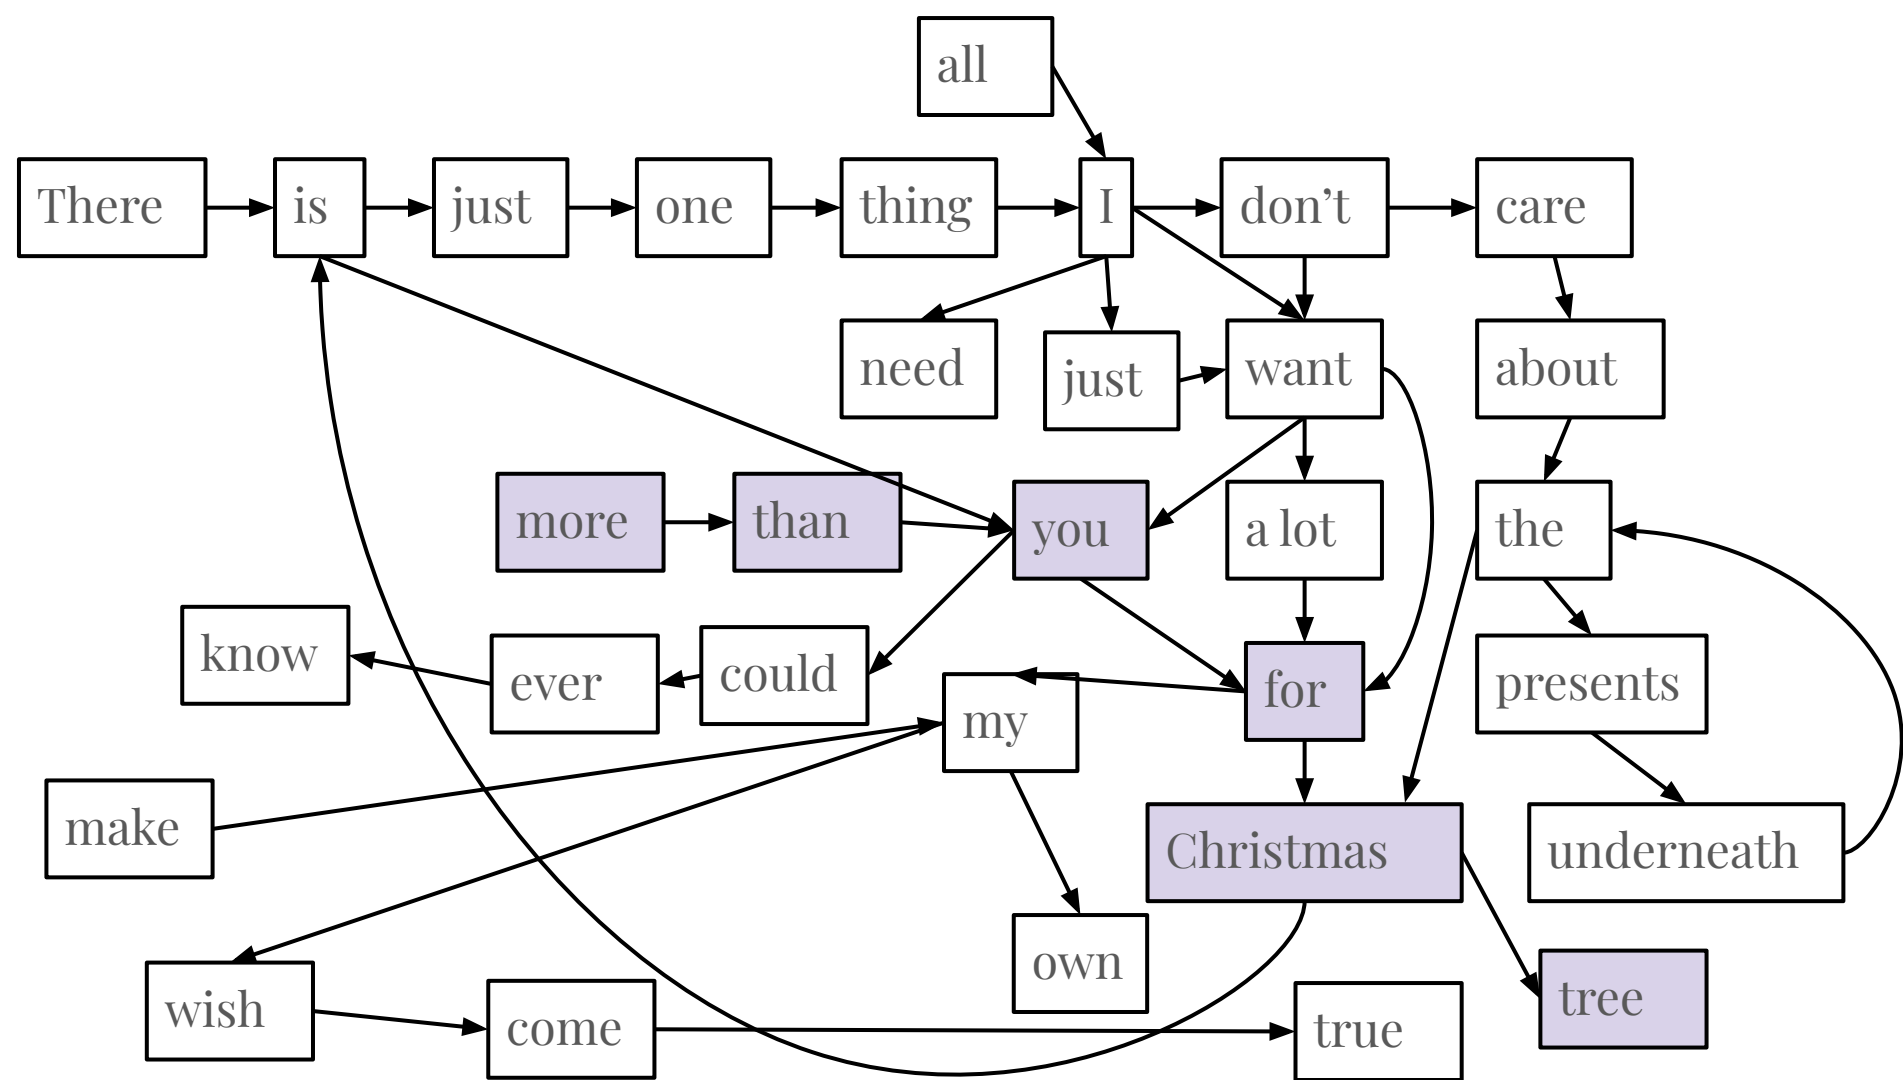 all
There
is
just
one
thing
I
don't
care
need
just
want
about
more
than
you
a lot
the
know
ever
could
my
for
presents
make
Christmas
underneath
wish
come
own
true
tree